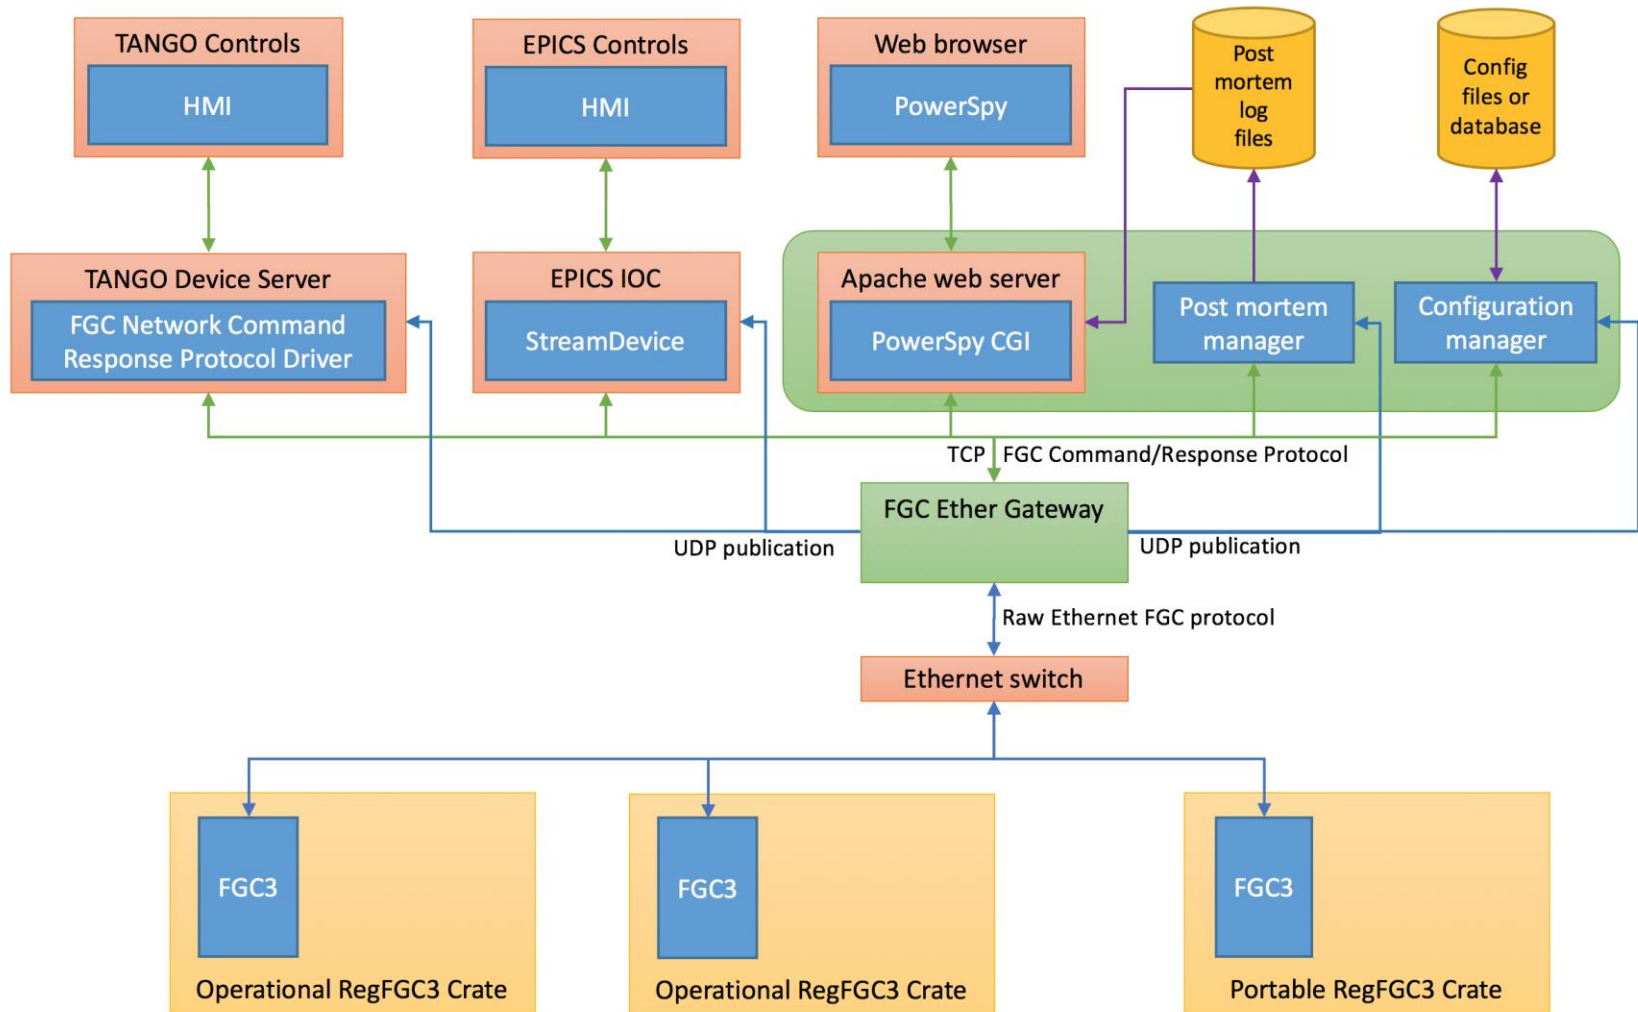 TANGO Controls
HMI
EPICS Controls
HMI
Web browser
PowerSpy
Post
mortem
log
files
Config
files or
database
TANGO Device Server
FGC Network Command
Response Protocol Driver
EPICS IOC
StreamDevice
Apache web server
PowerSpy CGI
Post mortem
manager
Configuration
manager
TCP
FGC Command/Response Protocol
FGC Ether Gateway
UDP publication
UDP publication
Raw Ethernet FGC protocol
Ethernet switch
FGC3
Operational RegFGC3 Crate
FGC3
Operational RegFGC3 Crate
FGC3
Portable RegFGC3 Crate